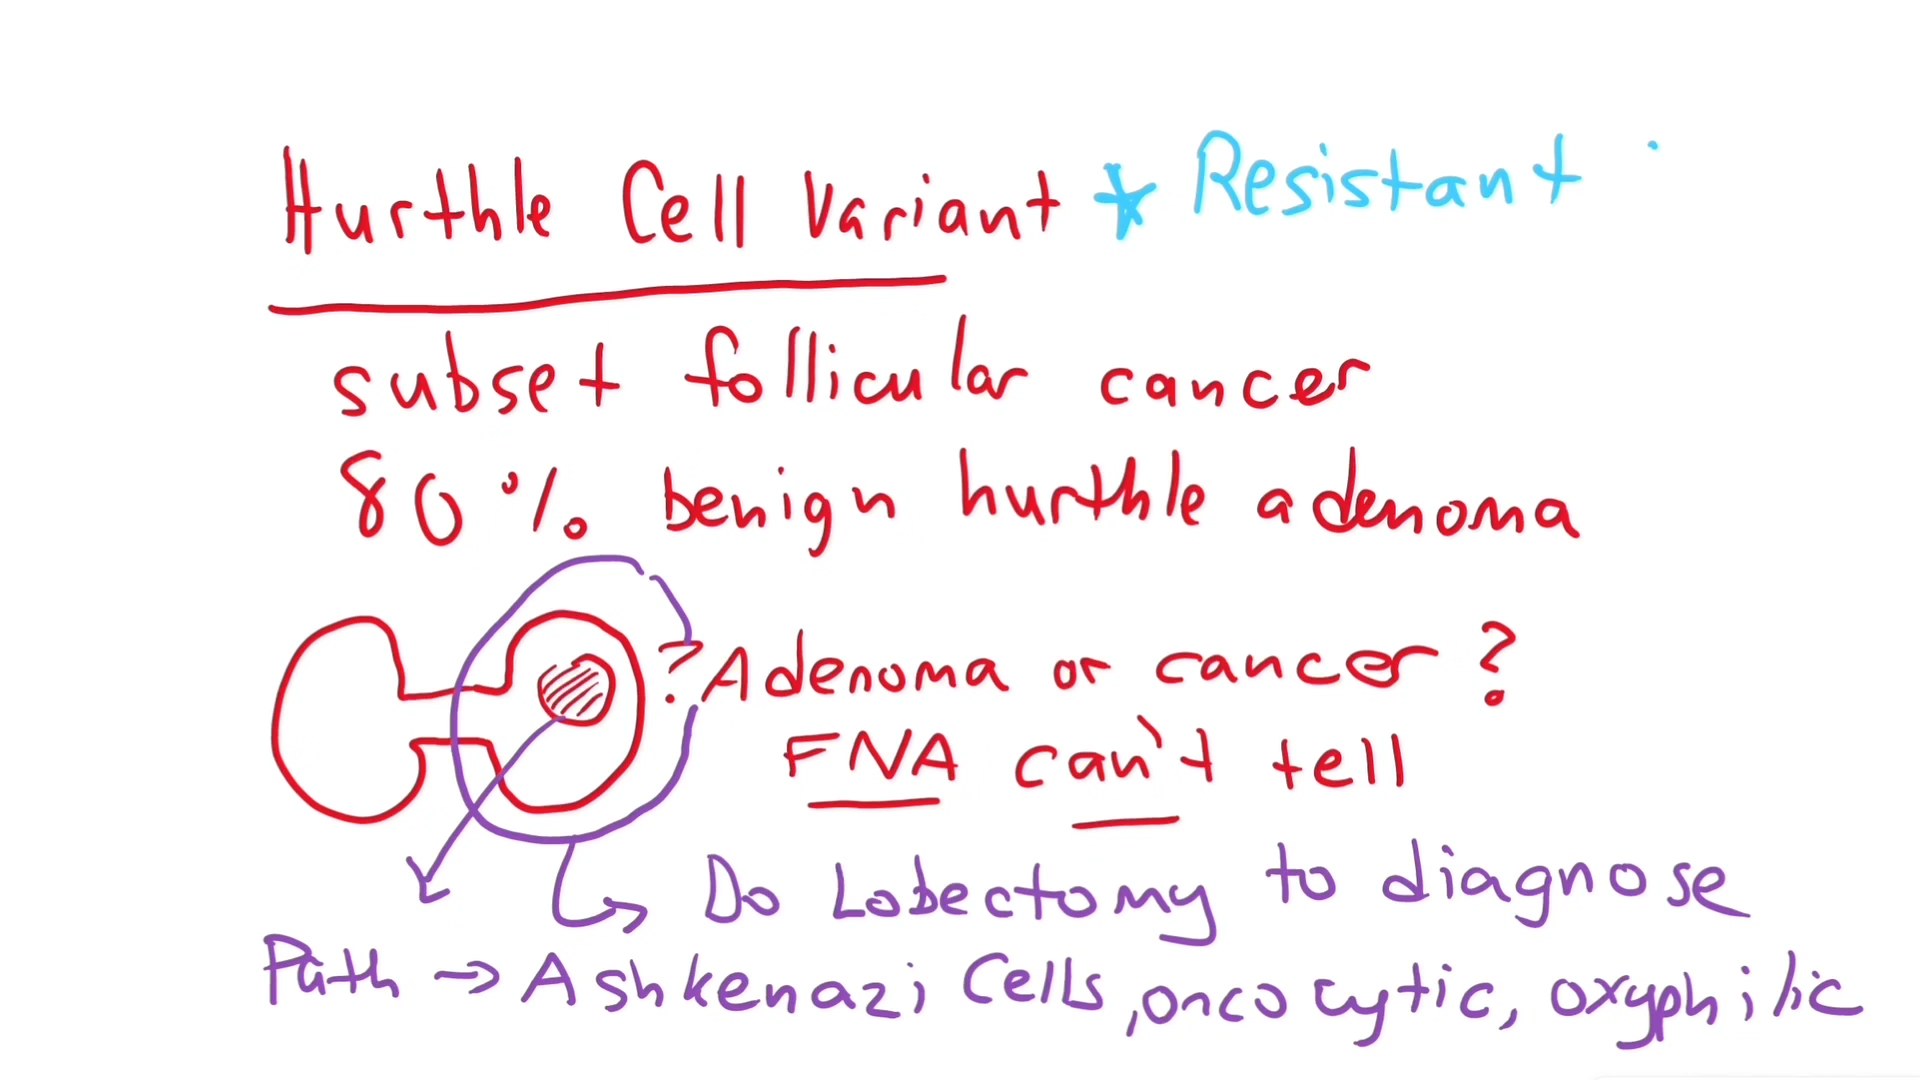 Hurthle Cell Variant * Resistant
subset follicular cancer
80% benign hurthle adenoma
? Adenoma or cancer?
FNA can't tell
Do Lobectomy to diagnose
Path → Ashkenazi Cells, oncocytic, oxyphilic